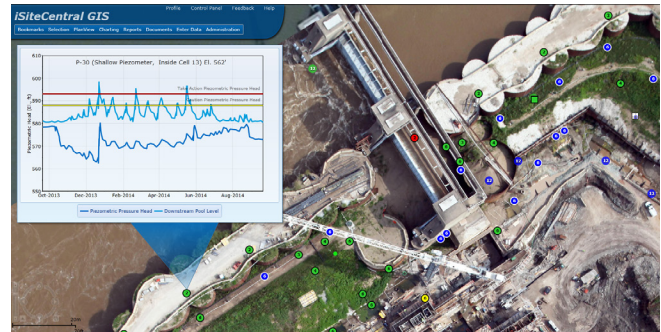 Profile Control Panel Feedback Help
iSiteCentral GIS
Bookmarks Selection PlanView Charting Reports Documents Enter Data Administration
P-30 (Shallow Piezometer, Inside Cell 13) El. 562'
610
600
590
580
570
560
550
Piezometric Head (El., ft)
Take Action Piezometric Pressure Head
Caution Piezometric Pressure Head
Oct-2013 Dec-2013 Feb-2014 Apr-2014 Jun-2014 Aug-2014
Piezometric Pressure Head Downstream Pool Level